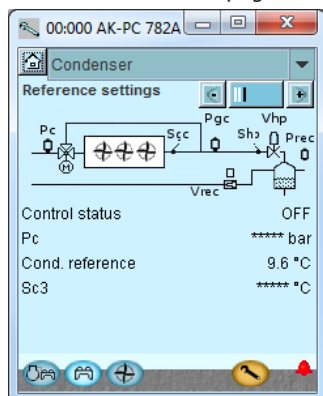 00:000 AK-PC 782A
Condenser
Reference settings
Pgc Vhp
Pc Scc Sh3 Prec
M
Vrec
Control status OFF
Pc ***** bar
Cond. reference 9.6 °C
Sc3 ***** °C